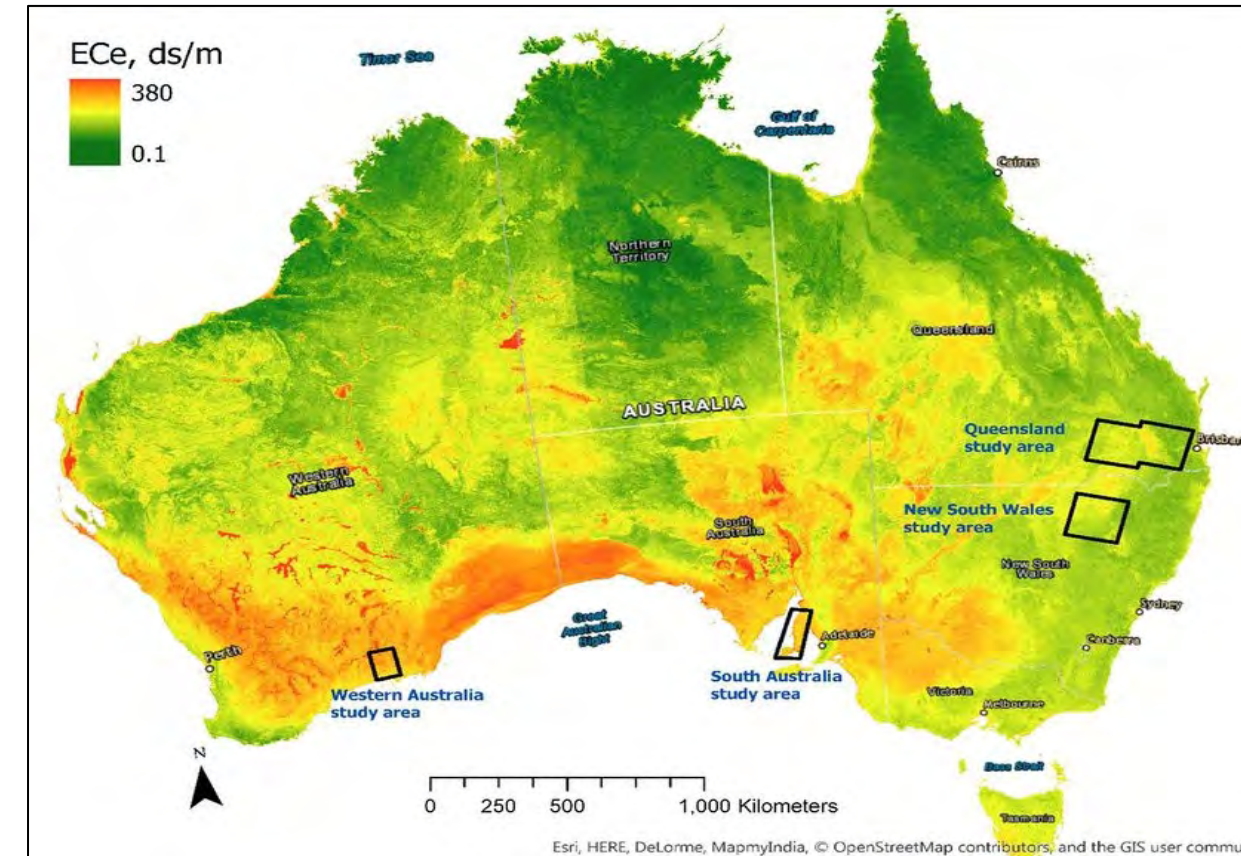 ECe, ds/m
380
0.1
Timor Sea
Gulf of
Carpentaria
Cairns
Northern
Territory
Queensland
AUSTRALIA
Queensland
study area
Brisban
Western
Australia
New South Wales
study area
South
Australia
New South
Wales
Sydney
Great
Australian
Bight
Adelaide
Canberra
Perth
Western Australia
study area
South Australia
study area
Victoria
Melbourne
N
Bass Strait
0 250 500 1,000 Kilometers
Tasmania
Esri, HERE, DeLorme, MapmyIndia, © OpenStreetMap contributors, and the GIS user commu